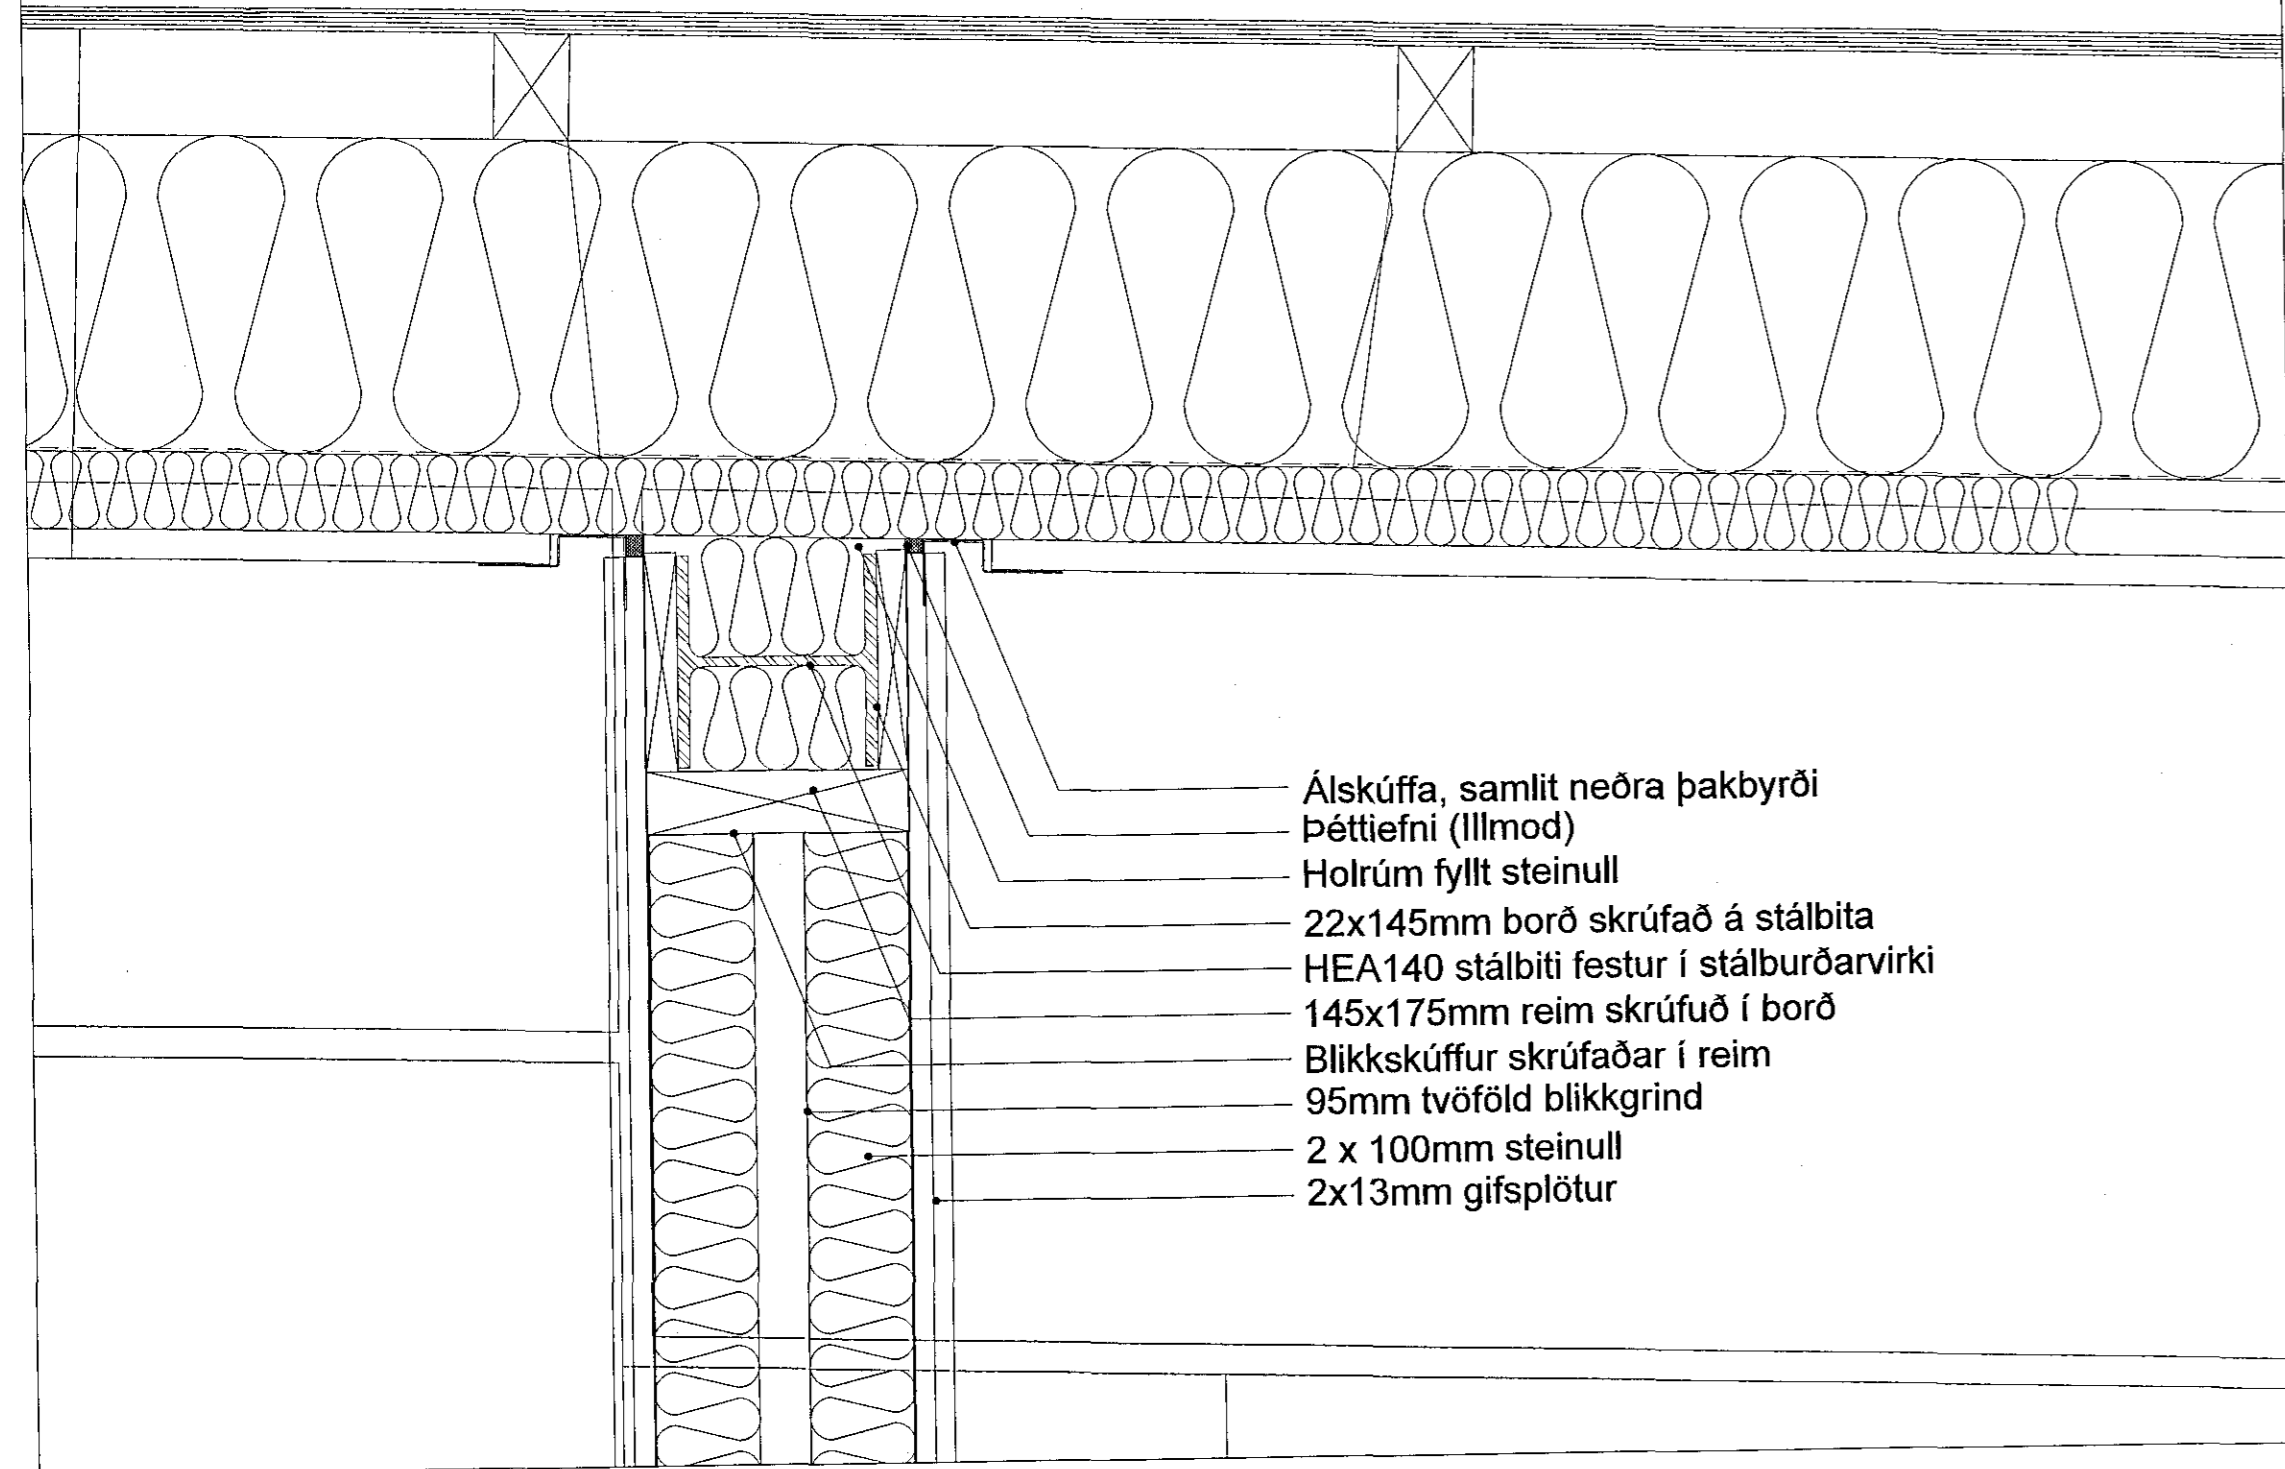 Álskúffa, samlit neðra þakbyrði
Þéttiefni (Illmod)
Holrúm fyllt steinull
22x145mm borð skrúfað á stálbita
HEA140 stálbiti festur í stálburðarvirki
145x175mm reim skrúfuð í borð
Blikkskúffur skrúfaðar í reim
95mm tvöföld blikkgrind
2 x 100mm steinull
2x13mm gifsplötur